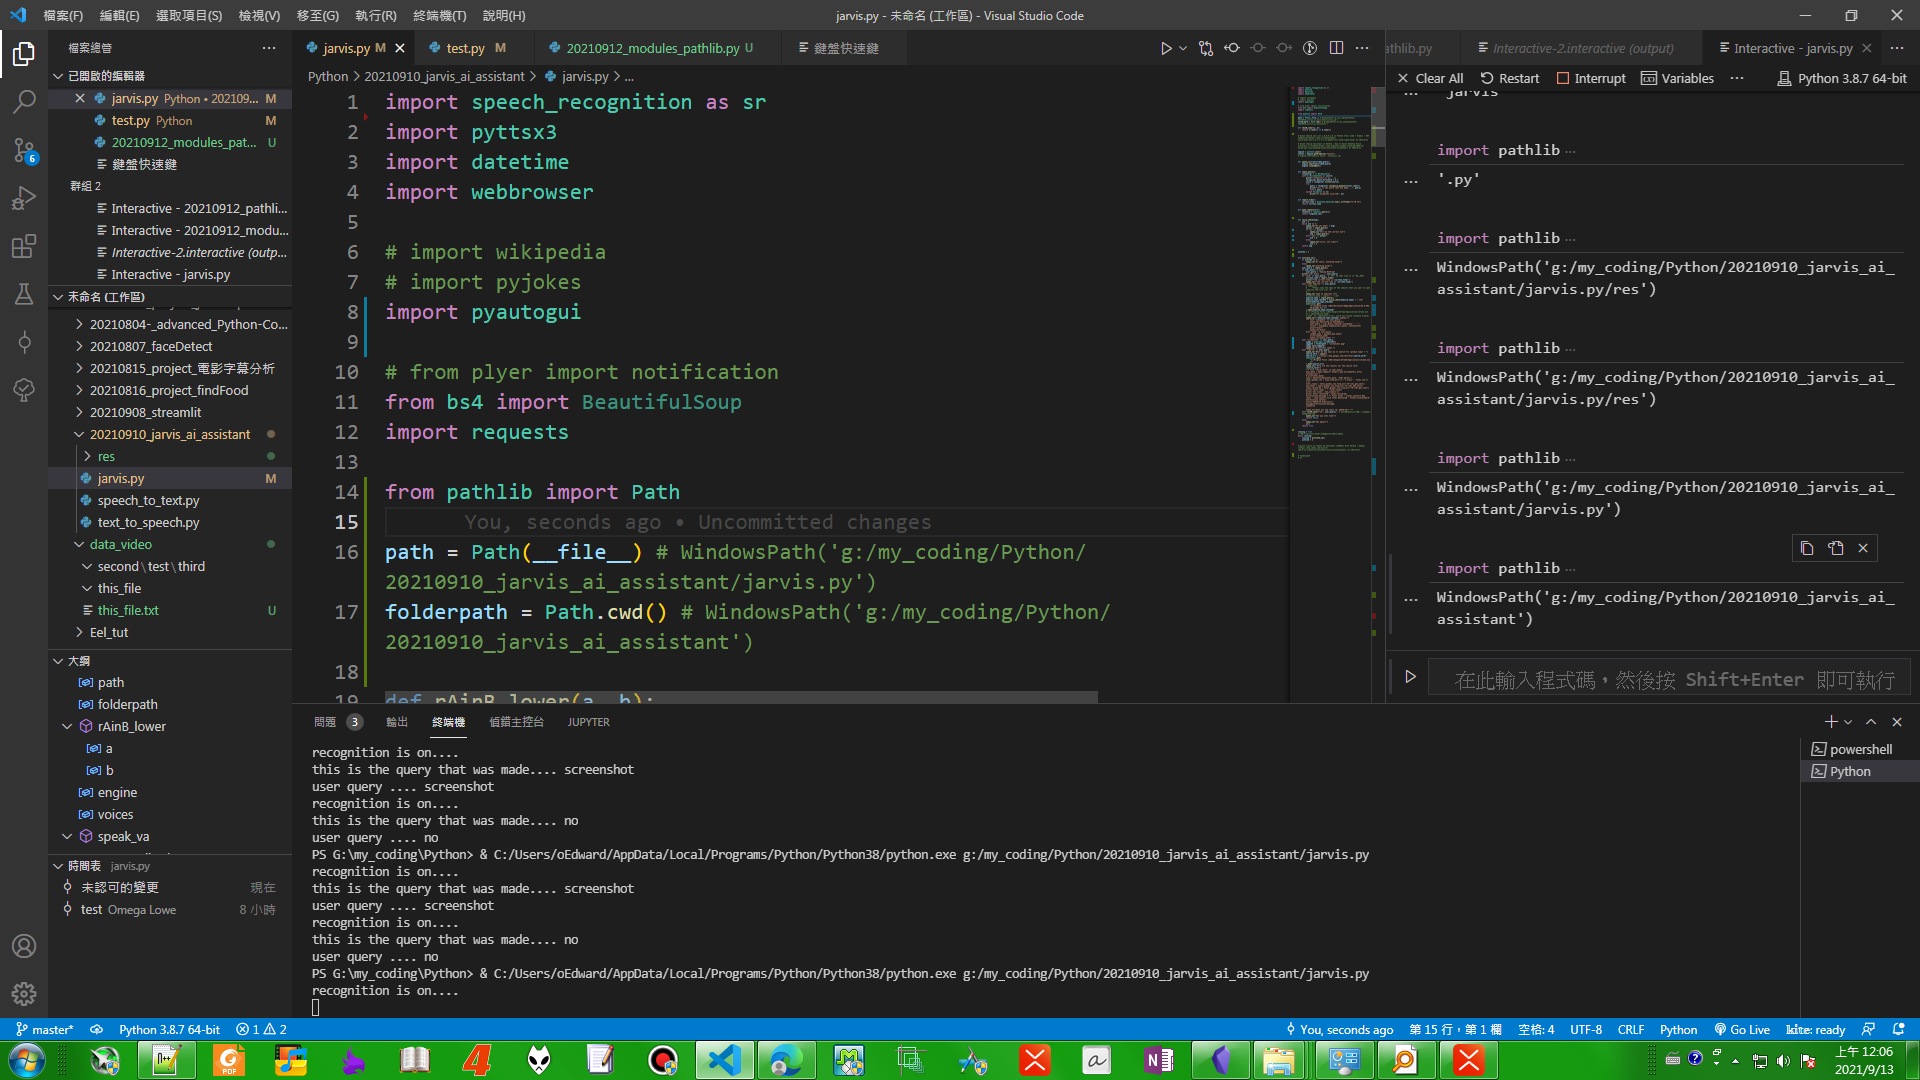 檔案(F) 編輯(E) 選取項目(S) 檢視(V) 移至(G) 執行(R) 終端機(T) 說明(H)
jarvis.py - 未命名 (工作區) - Visual Studio Code
檔案總管
jarvis.py M
test.py M
20210912_modules_pathlib.py U
鍵盤快速鍵
athlib.py
Interactive-2.interactive (output)
Interactive - jarvis.py
Python > 20210910_jarvis_ai_assistant > jarvis.py > ...
Clear All Restart Interrupt Variables ... Python 3.8.7 64-bit
已開啟的編輯器
jarvis.py Python • 202109... M
test.py Python M
20210912_modules_pat... U
鍵盤快速鍵
群組 2
Interactive - 20210912_pathli...
Interactive - 20210912_modu...
Interactive-2.interactive (outp...
Interactive - jarvis.py
未命名 (工作區)
20210804-_advanced_Python-Co...
20210807_faceDetect
20210815_project_電影字幕分析
20210816_project_findFood
20210908_streamlit
20210910_jarvis_ai_assistant
res
jarvis.py M
speech_to_text.py
text_to_speech.py
data_video
second\test\third
this_file
this_file.txt U
Eel_tut
大綱
path
folderpath
rAinB_lower
a
b
engine
voices
speak_va
時間表 jarvis.py
未認可的變更 現在
test Omega Lowe 8 小時
1 import speech_recognition as sr
2 import pyttsx3
3 import datetime
4 import webbrowser
5
6 # import wikipedia
7 # import pyjokes
8 import pyautogui
9
10 # from plyer import notification
11 from bs4 import BeautifulSoup
12 import requests
13
14 from pathlib import Path
15 You, seconds ago • Uncommitted changes
16 path = Path(__file__) # WindowsPath('g:/my_coding/Python/
20210910_jarvis_ai_assistant/jarvis.py')
17 folderpath = Path.cwd() # WindowsPath('g:/my_coding/Python/
20210910_jarvis_ai_assistant')
18
19 def rAinB_lower(a, b):
jarvis
import pathlib ...
... '.py'
import pathlib ...
... WindowsPath('g:/my_coding/Python/20210910_jarvis_ai_
assistant/jarvis.py/res')
import pathlib ...
... WindowsPath('g:/my_coding/Python/20210910_jarvis_ai_
assistant/jarvis.py/res')
import pathlib ...
... WindowsPath('g:/my_coding/Python/20210910_jarvis_ai_
assistant/jarvis.py')
import pathlib ...
... WindowsPath('g:/my_coding/Python/20210910_jarvis_ai_
assistant')
在此輸入程式碼，然後按 Shift+Enter 即可執行
問題 3 輸出 終端機 偵錯主控台 JUPYTER
powershell
Python
recognition is on....
this is the query that was made.... screenshot
user query .... screenshot
recognition is on....
this is the query that was made.... no
user query .... no
PS G:\my_coding\Python> & C:/Users/oEdward/AppData/Local/Programs/Python/Python38/python.exe g:/my_coding/Python/20210910_jarvis_ai_assistant/jarvis.py
recognition is on....
this is the query that was made.... screenshot
user query .... screenshot
recognition is on....
this is the query that was made.... no
user query .... no
PS G:\my_coding\Python> & C:/Users/oEdward/AppData/Local/Programs/Python/Python38/python.exe g:/my_coding/Python/20210910_jarvis_ai_assistant/jarvis.py
recognition is on....
6
master* Python 3.8.7 64-bit 1 2
You, seconds ago 第 15 行，第 1 欄 空格: 4 UTF-8 CRLF Python Go Live kite: ready
上午 12:06
2021/9/13